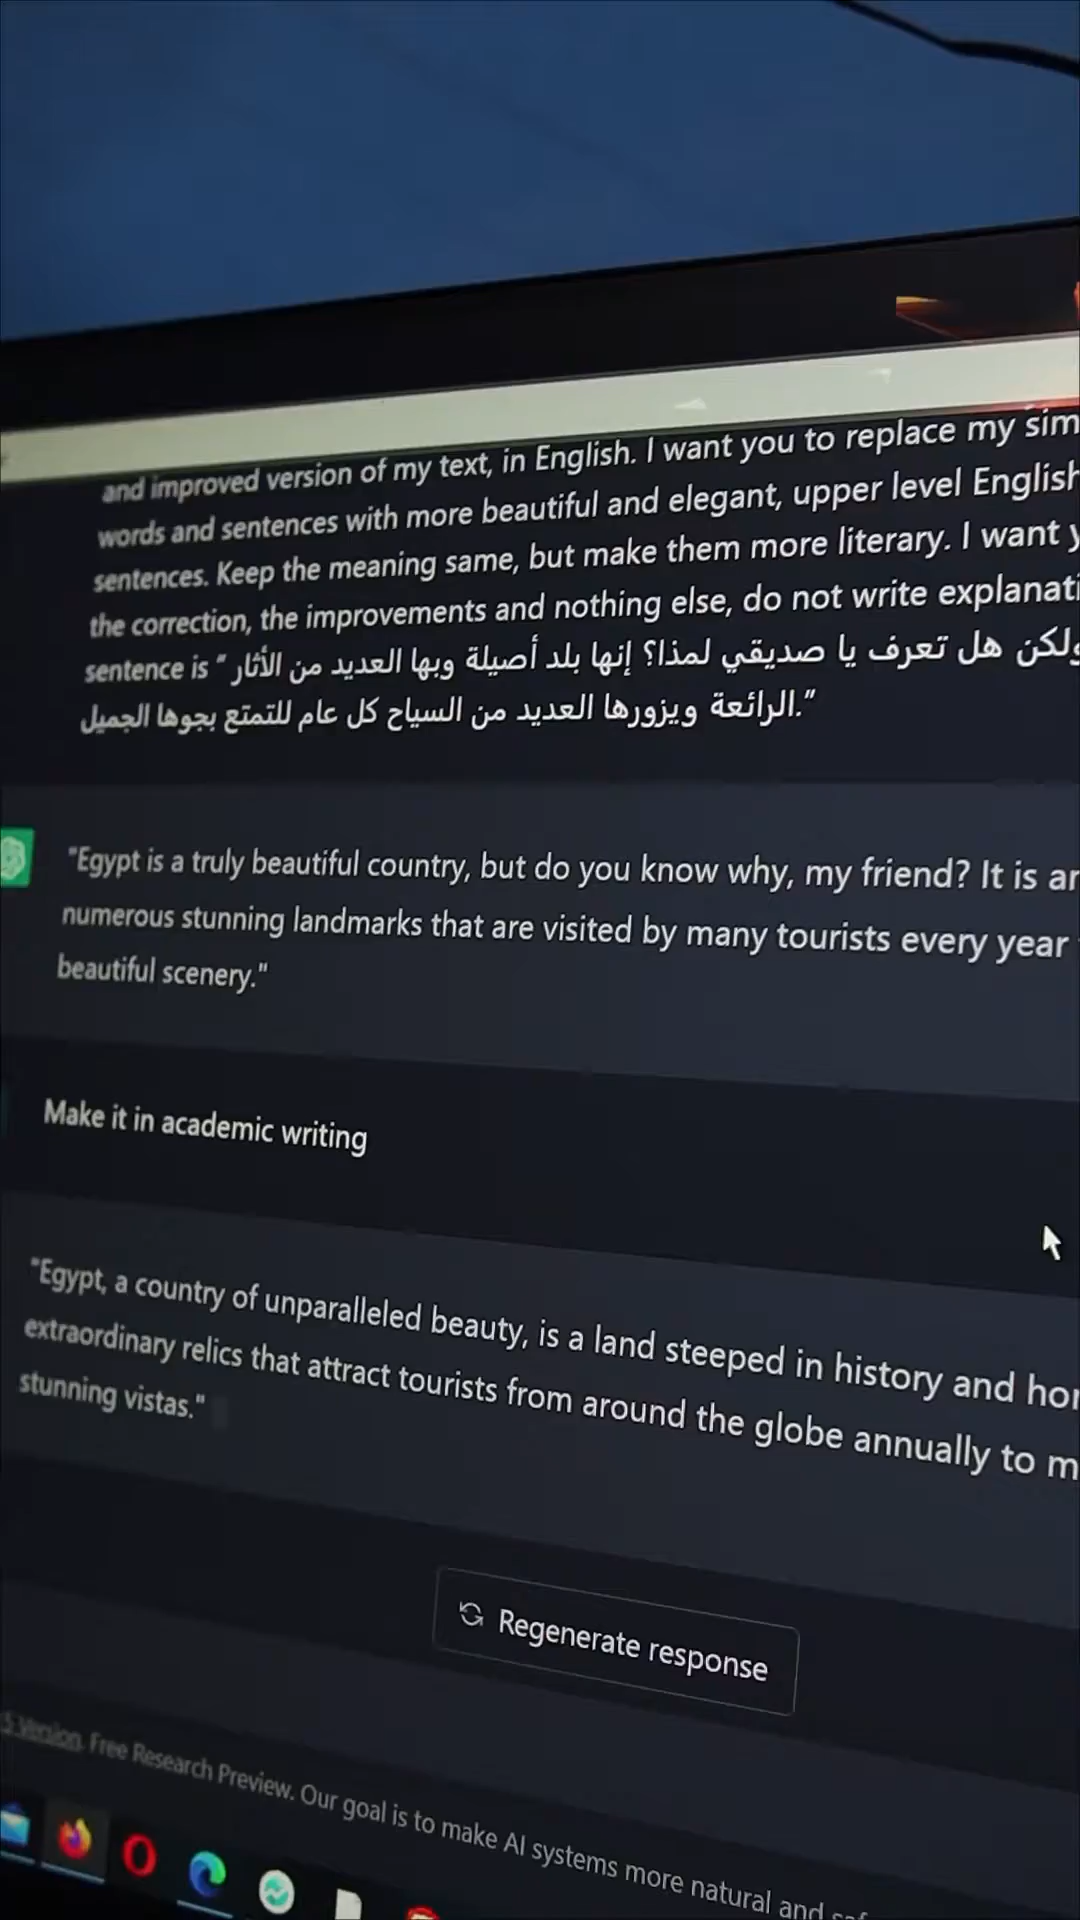 and improved version of my text, in English. I want you to replace my
words and sentences with more beautiful and elegant, upper level English
sentences. Keep the meaning same, but make them more literary. I want
the correction, the improvements and nothing else, do not write
sentence is " ولكن هل تعرف يا صديقي لمذا؟ إنها بلد أصيلة وبها العديد من الأثار
الرائعة ويزورها العديد من السياح كل عام للتمتع بجوها الجميل."
"Egypt is a truly beautiful country, but do you know why, my friend? It is
numerous stunning landmarks that are visited by many tourists every year
beautiful scenery."
Make it in academic writing
"Egypt, a country of unparalleled beauty, is a land steeped in history and
extraordinary relics that attract tourists from around the globe annually to
stunning vistas."
Regenerate response
Version. Free Research Preview. Our goal is to make AI systems more natural and